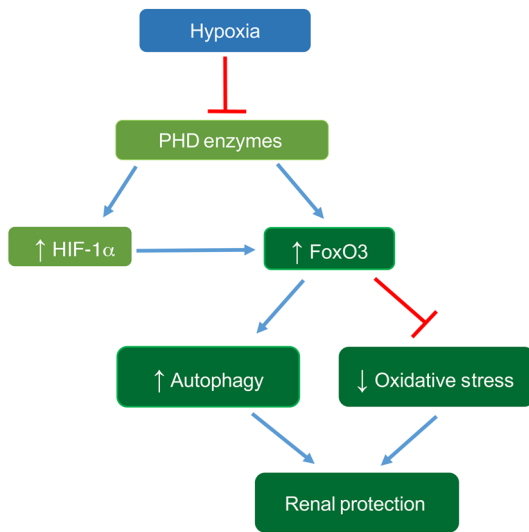 Hypoxia
PHD enzymes
↑ HIF-1α
↑ FoxO3
↑ Autophagy
↓ Oxidative stress
Renal protection